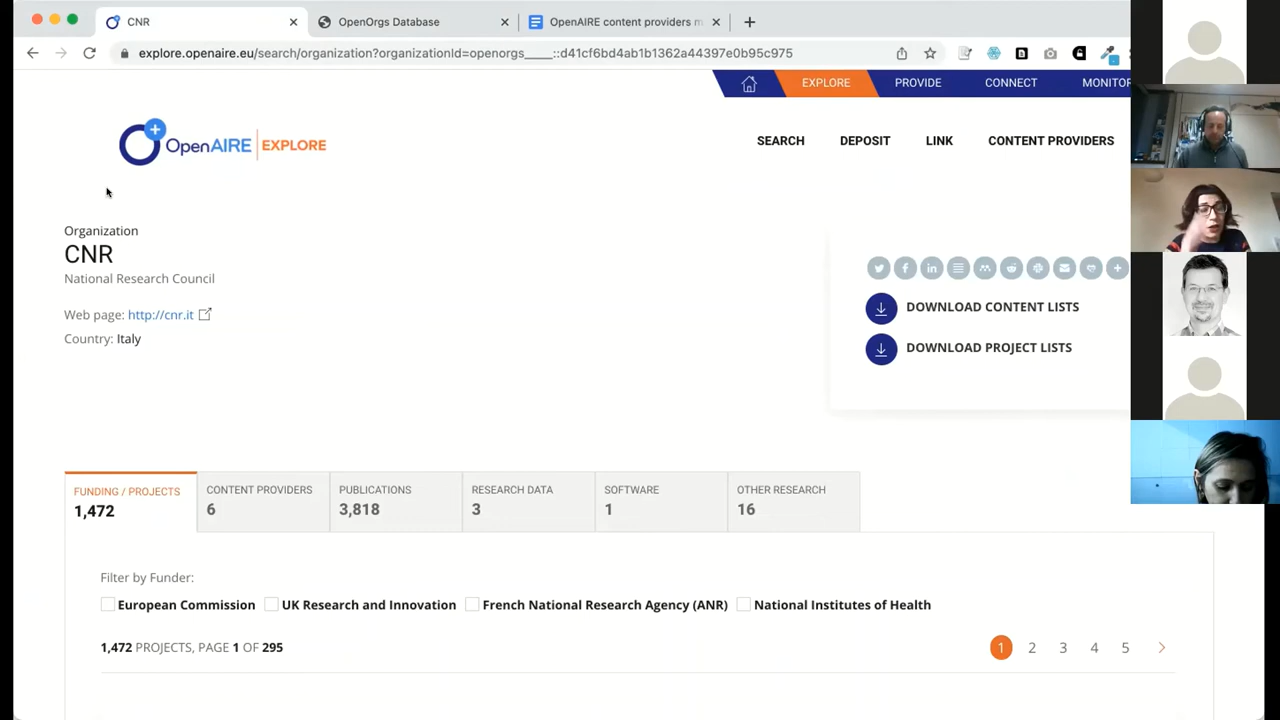 CNR
OpenOrgs Database
OpenAIRE content providers m
explore.openaire.eu/search/organization?organizationId=openorgs____::d41cf6bd4ab1b1362a44397e0b95c975
EXPLORE
PROVIDE
CONNECT
MONITOR
OpenAIRE EXPLORE
SEARCH
DEPOSIT
LINK
CONTENT PROVIDERS
Organization
CNR
National Research Council
Web page: http://cnr.it
Country: Italy
DOWNLOAD CONTENT LISTS
DOWNLOAD PROJECT LISTS
FUNDING / PROJECTS
1,472
CONTENT PROVIDERS
6
PUBLICATIONS
3,818
RESEARCH DATA
3
SOFTWARE
1
OTHER RESEARCH
16
Filter by Funder:
European Commission
UK Research and Innovation
French National Research Agency (ANR)
National Institutes of Health
1,472 PROJECTS, PAGE 1 OF 295
1 2 3 4 5